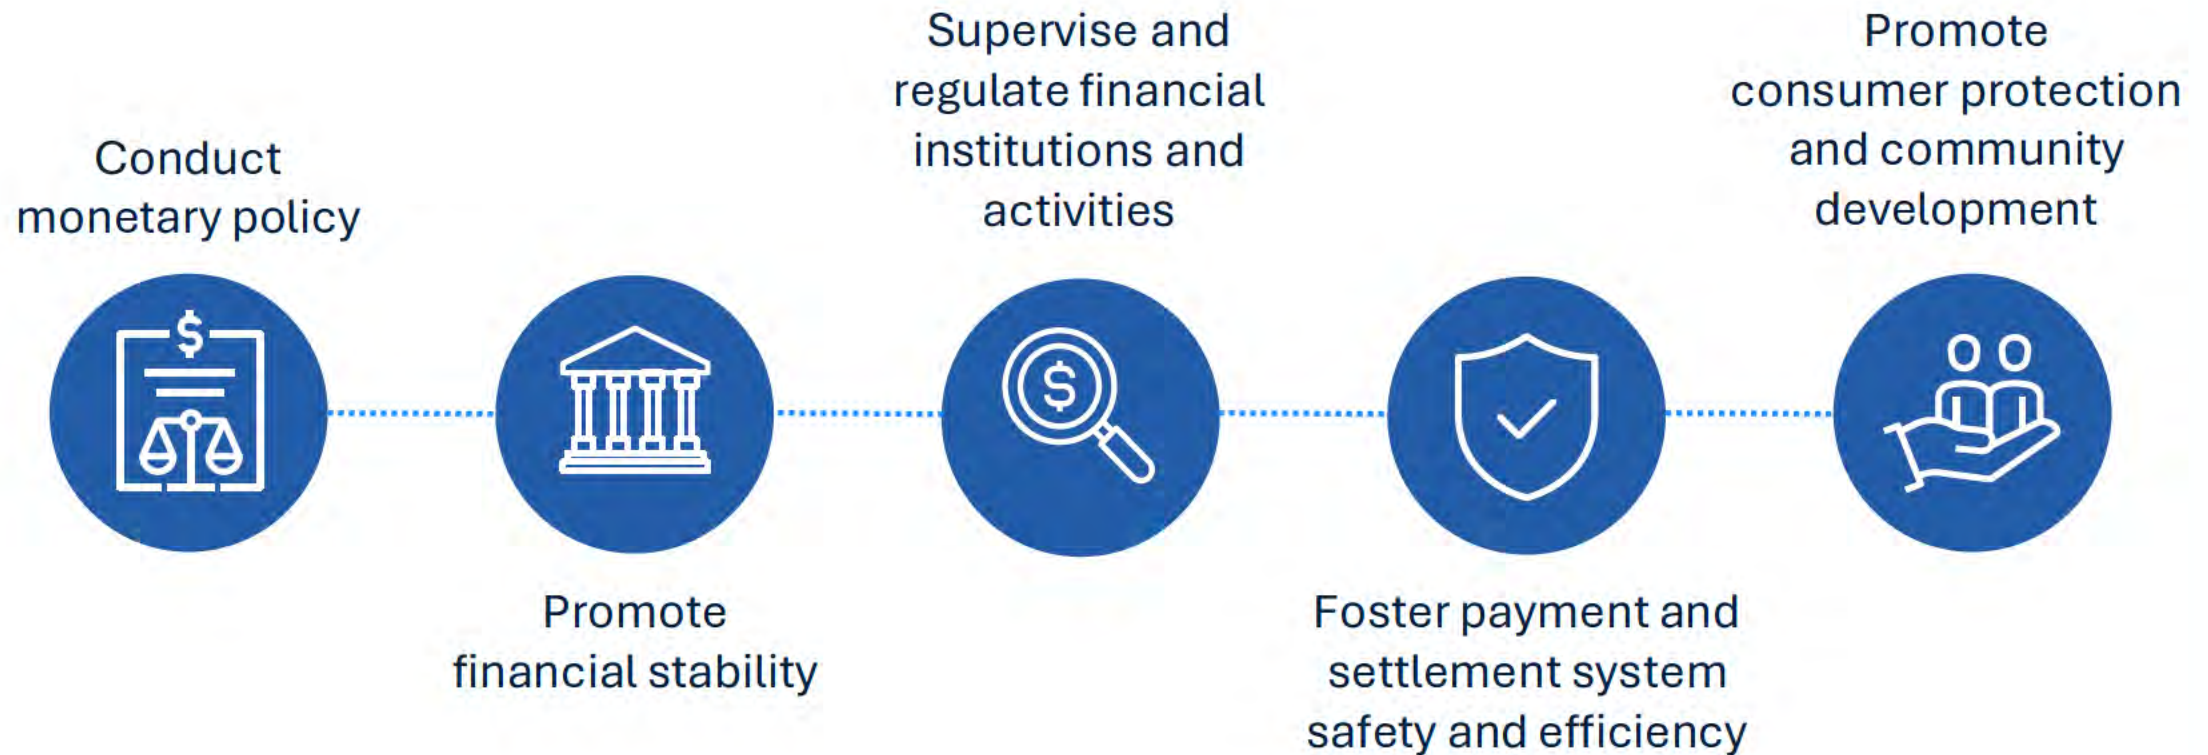 Conduct
monetary policy
$
Promote
financial stability
Supervise and
regulate financial
institutions and
activities
$
Foster payment and
settlement system
safety and efficiency
Promote
consumer protection
and community
development